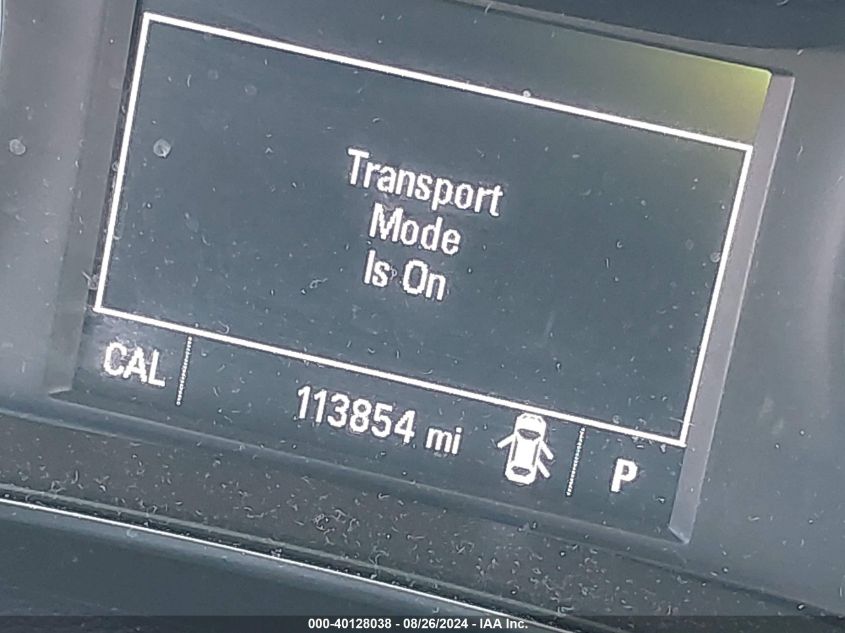 Transport
Mode
Is On
CAL
113854 mi
P
000-40128038 - 08/26/2024 - IAA Inc.